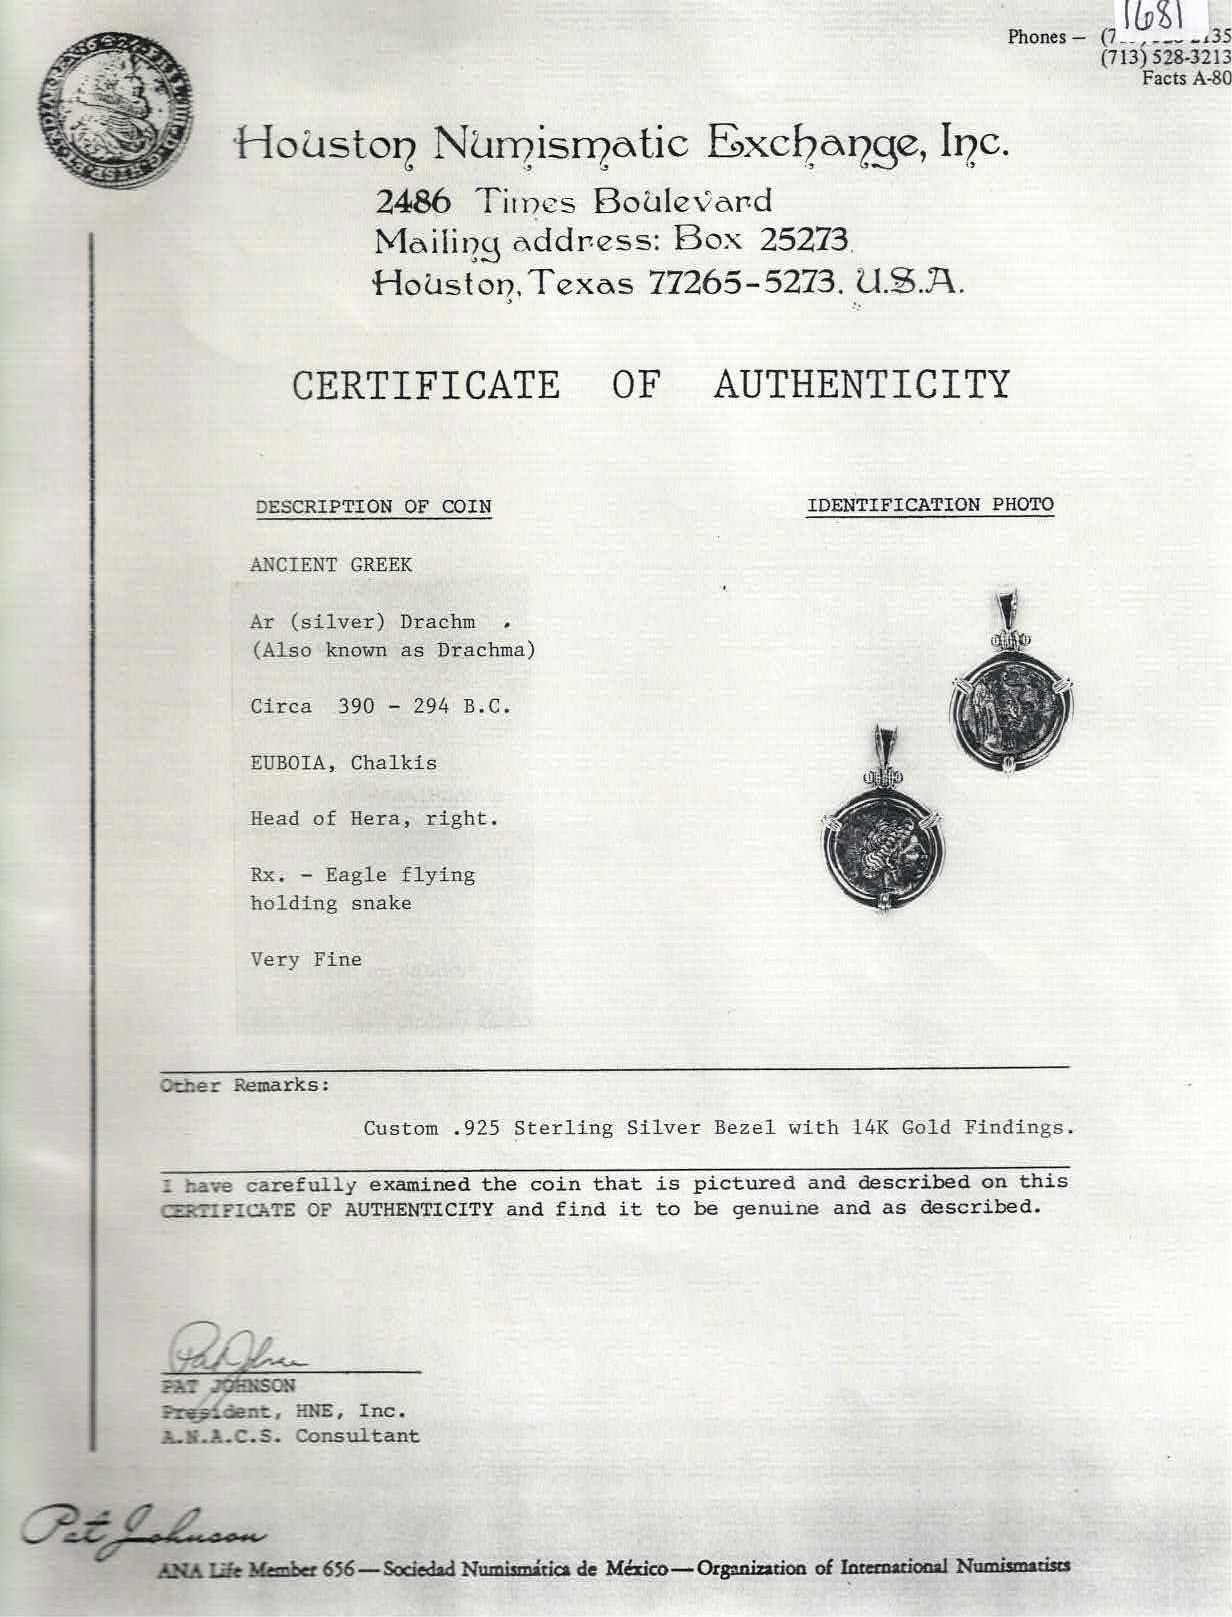 1681
Phones — (7 35
(713) 528-3213
Facts A-80
Houston Numismatic Exchange, Inc.
2486 Times Boulevard
Mailing address: Box 25273
Houston, Texas 77265-5273. U.S.A.
CERTIFICATE OF AUTHENTICITY
DESCRIPTION OF COIN
IDENTIFICATION PHOTO
ANCIENT GREEK
Ar (silver) Drachm .
(Also known as Drachma)
Circa 390 - 294 B.C.
EUBOIA, Chalkis
Head of Hera, right.
Rx. - Eagle flying
holding snake
Very Fine
Other Remarks:
Custom .925 Sterling Silver Bezel with 14K Gold Findings.
I have carefully examined the coin that is pictured and described on this
CERTIFICATE OF AUTHENTICITY and find it to be genuine and as described.
Pat Johnson
PAT JOHNSON
President, HNE, Inc.
A.N.A.C.S. Consultant
Pat Johnson
ANA Life Member 656 — Sociedad Numismática de México — Organization of International Numismatists